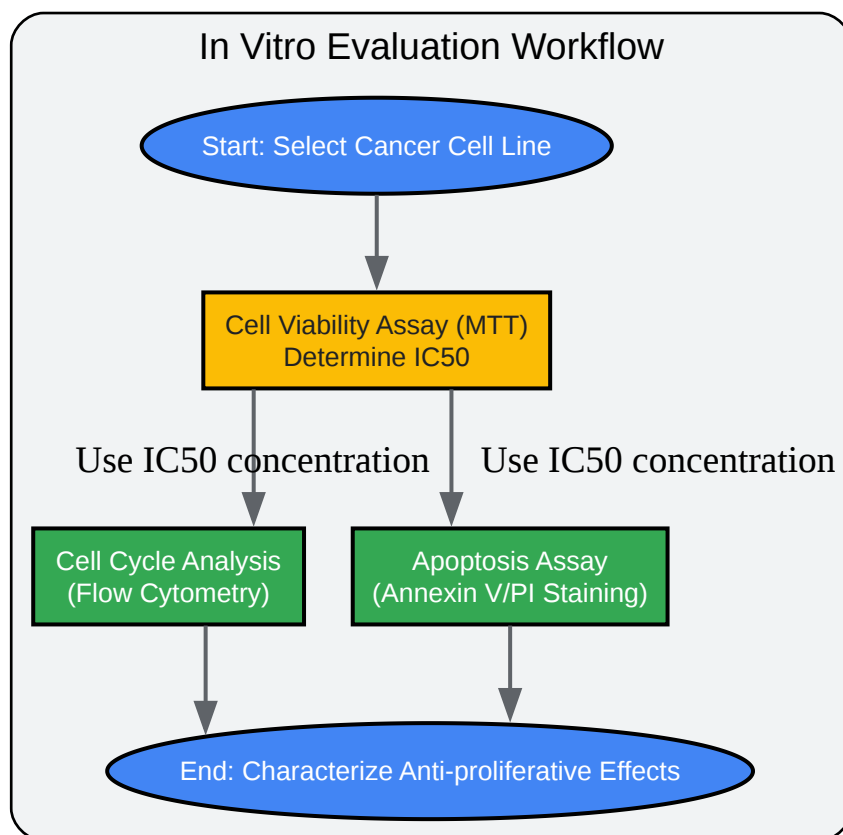 In Vitro Evaluation Workflow
Start: Select Cancer Cell Line
Cell Viability Assay (MTT)
Determine IC50
Use IC50 concentration
Use IC50 concentration
Cell Cycle Analysis
(Flow Cytometry)
Apoptosis Assay
(Annexin V/PI Staining)
End: Characterize Anti-proliferative Effects